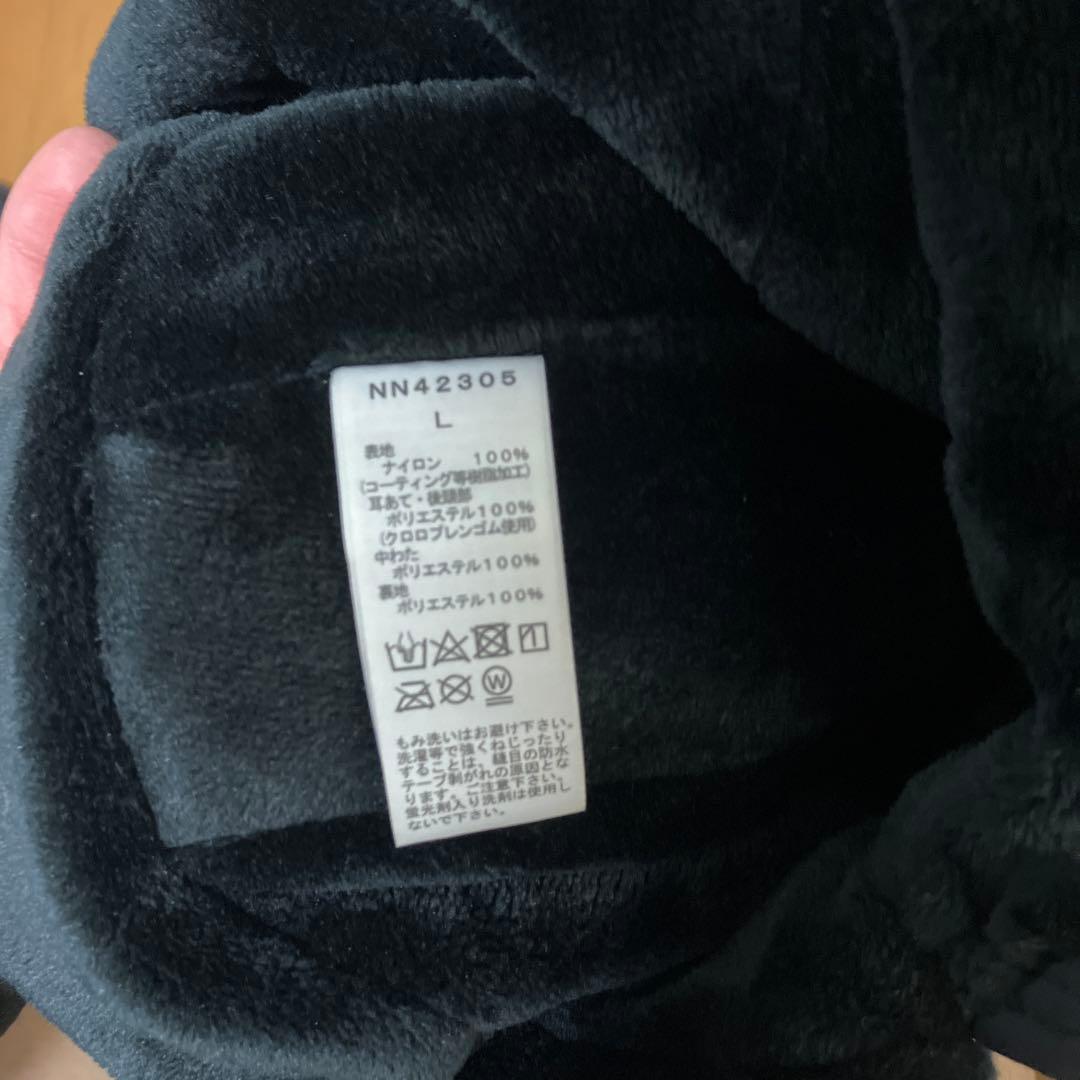 NN42305
L
表地
ナイロン 100%
(コーティング等樹脂加工)
耳あて・後頭部
ポリエステル100%
(クロロプレンゴム使用)
中わた
ポリエステル100%
裏地
ポリエステル100%
W
もみ洗いはお避け下さい。
洗濯等で強くねじったり
することは、縫目の防水
テープ剥がれの原因とな
ります。ご注意下さい。
蛍光剤入り洗剤は使用し
ないで下さい。